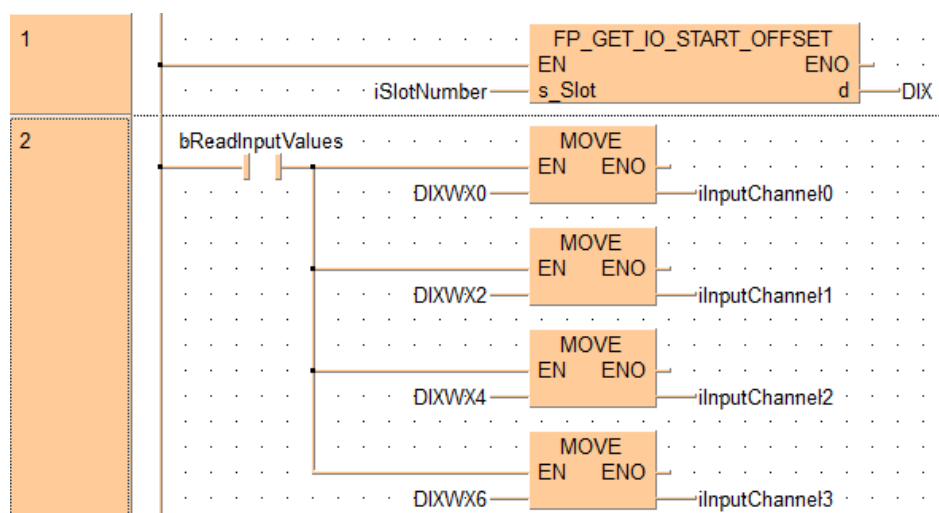 1
FP_GET_IO_START_OFFSET
EN ENO
iSlotNumber s_Slot d DIX
2
bReadInputValues MOVE
EN ENO
DIXWX0 iInputChannel0
MOVE
EN ENO
DIXWX2 iInputChannel1
MOVE
EN ENO
DIXWX4 iInputChannel2
MOVE
EN ENO
DIXWX6 iInputChannel3